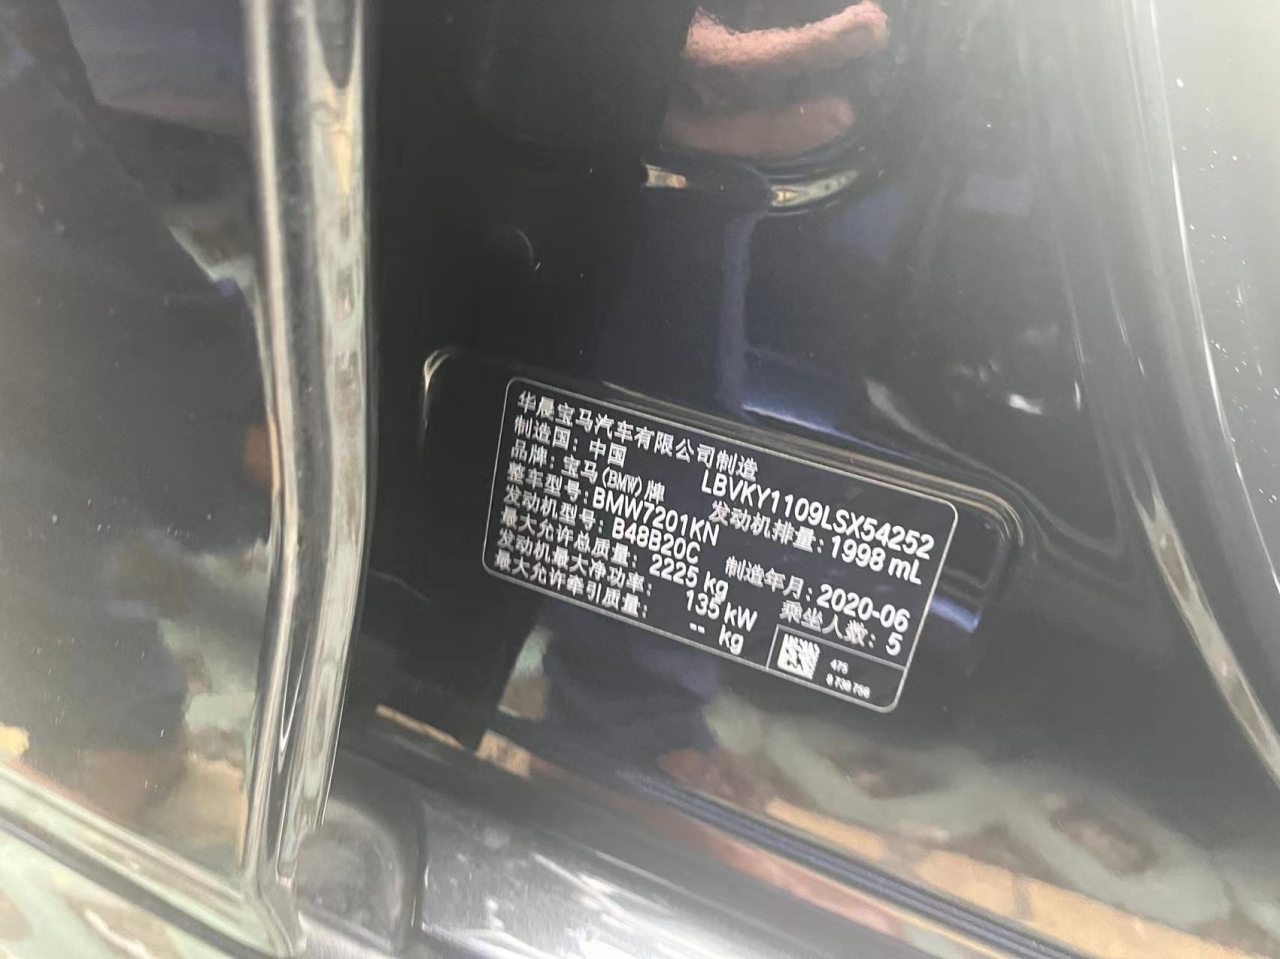 华晨宝马汽车有限公司制造
制造国：中国 LBVKY1109LSX54252
品牌：宝马(BMW)牌 发动机排量：1998 mL
整车型号：BMW7201KN
发动机型号：B48B20C 制造年月：2020-06
最大允许总质量：2225 kg 乘坐人数：5
发动机最大净功率：135 kW
最大允许牵引质量：-- kg
475